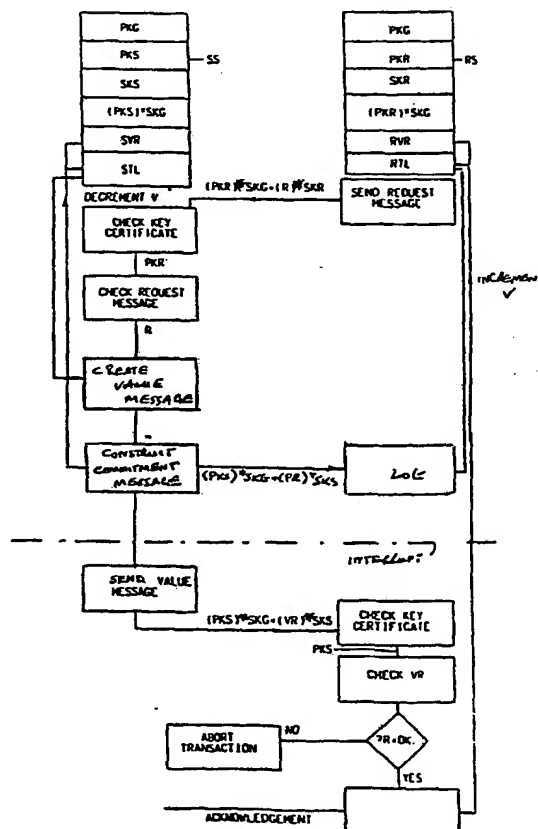 PKG
PKS
SS
SKS
(PKS)*SKG
SVR
STL
PKG
PKR
RS
SKR
(PKR)*SKG
RVR
RTL
DECREMENT V
(PKR)*SKG+(R)*SKR
SEND REQUEST
MESSAGE
CHECK KEY
CERTIFICATE
PKR
INCREMEN
V
CHECK REQUEST
MESSAGE
R
CREATE
VALUE
MESSAGE
CONSTRUCT
COMMITMENT
MESSAGE
(PKS)*SKG+(PR)*SKS
LOG
SEND VALUE
MESSAGE
(PKS)*SKG+(VR)*SKS
CHECK KEY
CERTIFICATE
PKS
CHECK VR
ABORT
TRANSACTION
NO
?R=OK.
YES
ACKNOWLEDGEMENT